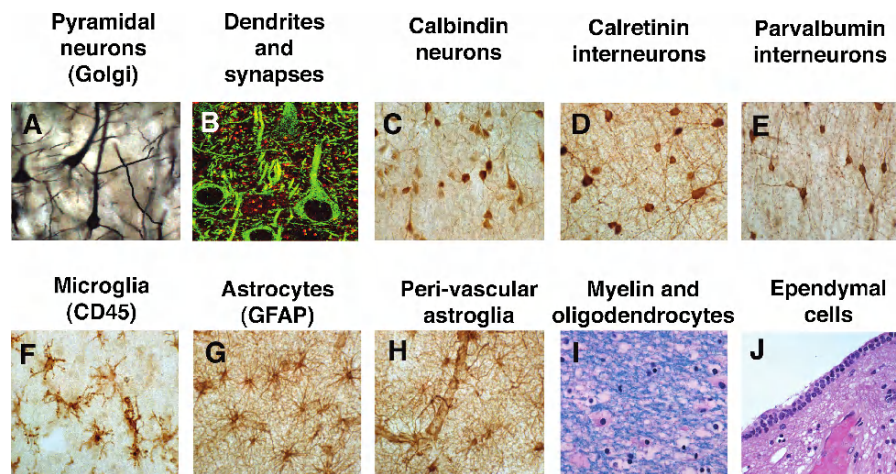 Pyramidal
neurons
(Golgi)
Dendrites
and
synapses
Calbindin
neurons
Calretinin
interneurons
Parvalbumin
interneurons
A
B
C
D
E
Microglia
(CD45)
Astrocytes
(GFAP)
Peri-vascular
astroglia
Myelin and
oligodendrocytes
Ependymal
cells
F
G
H
I
J